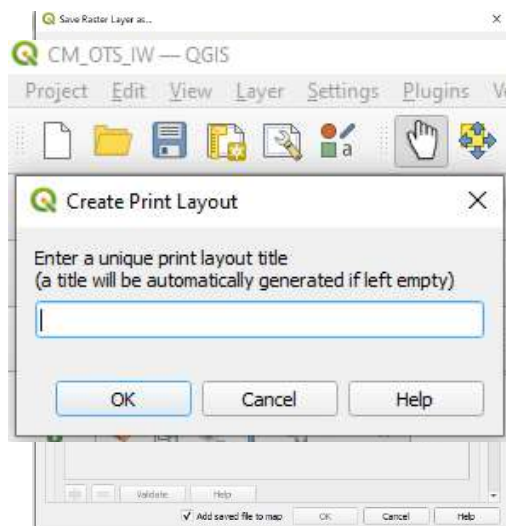 Save Raster Layer as...
CM_OTS_IW — QGIS
Project Edit View Layer Settings Plugins
a
Create Print Layout
Enter a unique print layout title
(a title will be automatically generated if left empty)
OK Cancel Help
Validate Help
Add saved file to map OK Cancel Help